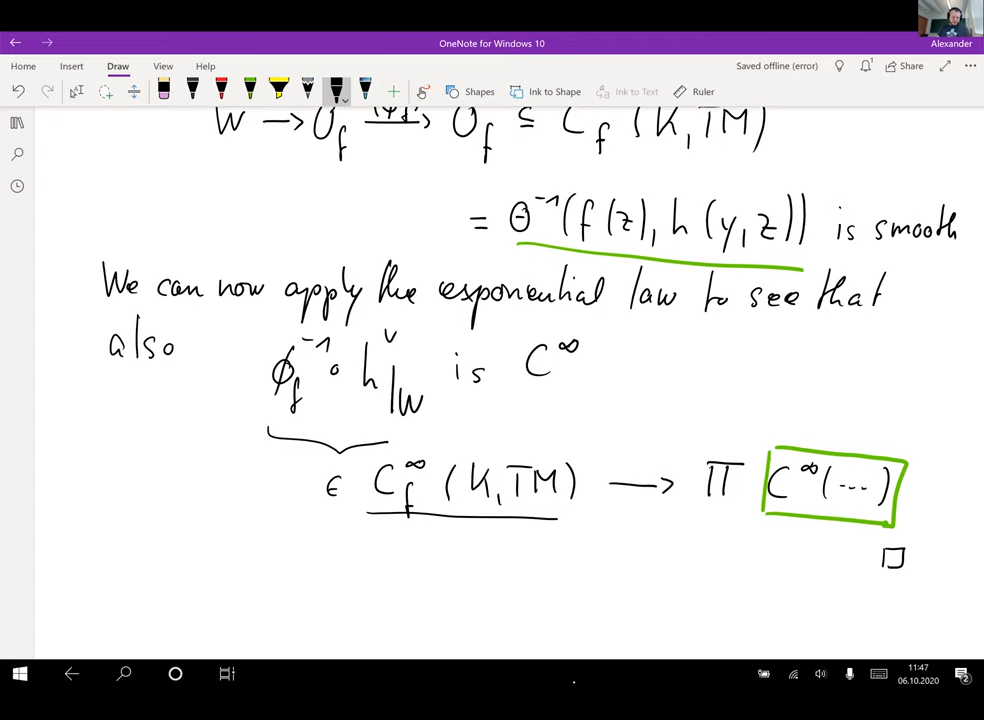 OneNote for Windows 10
Alexander
Home Insert Draw View Help
Saved offline (error)
Share
Shapes
Ink to Shape
Ink to Text
Ruler
W → O_f → O_f ⊆ C_f (K, TM)
= Θ^{-1}(f(z), h(y, z)) is smooth
We can now apply the exponential law to see that
also
ϕ_f^{-1} ∘ h^∨|_W is C^∞
∈ C_f^∞ (K, TM) → Π C^∞(...)
□
11:47
06.10.2020
2